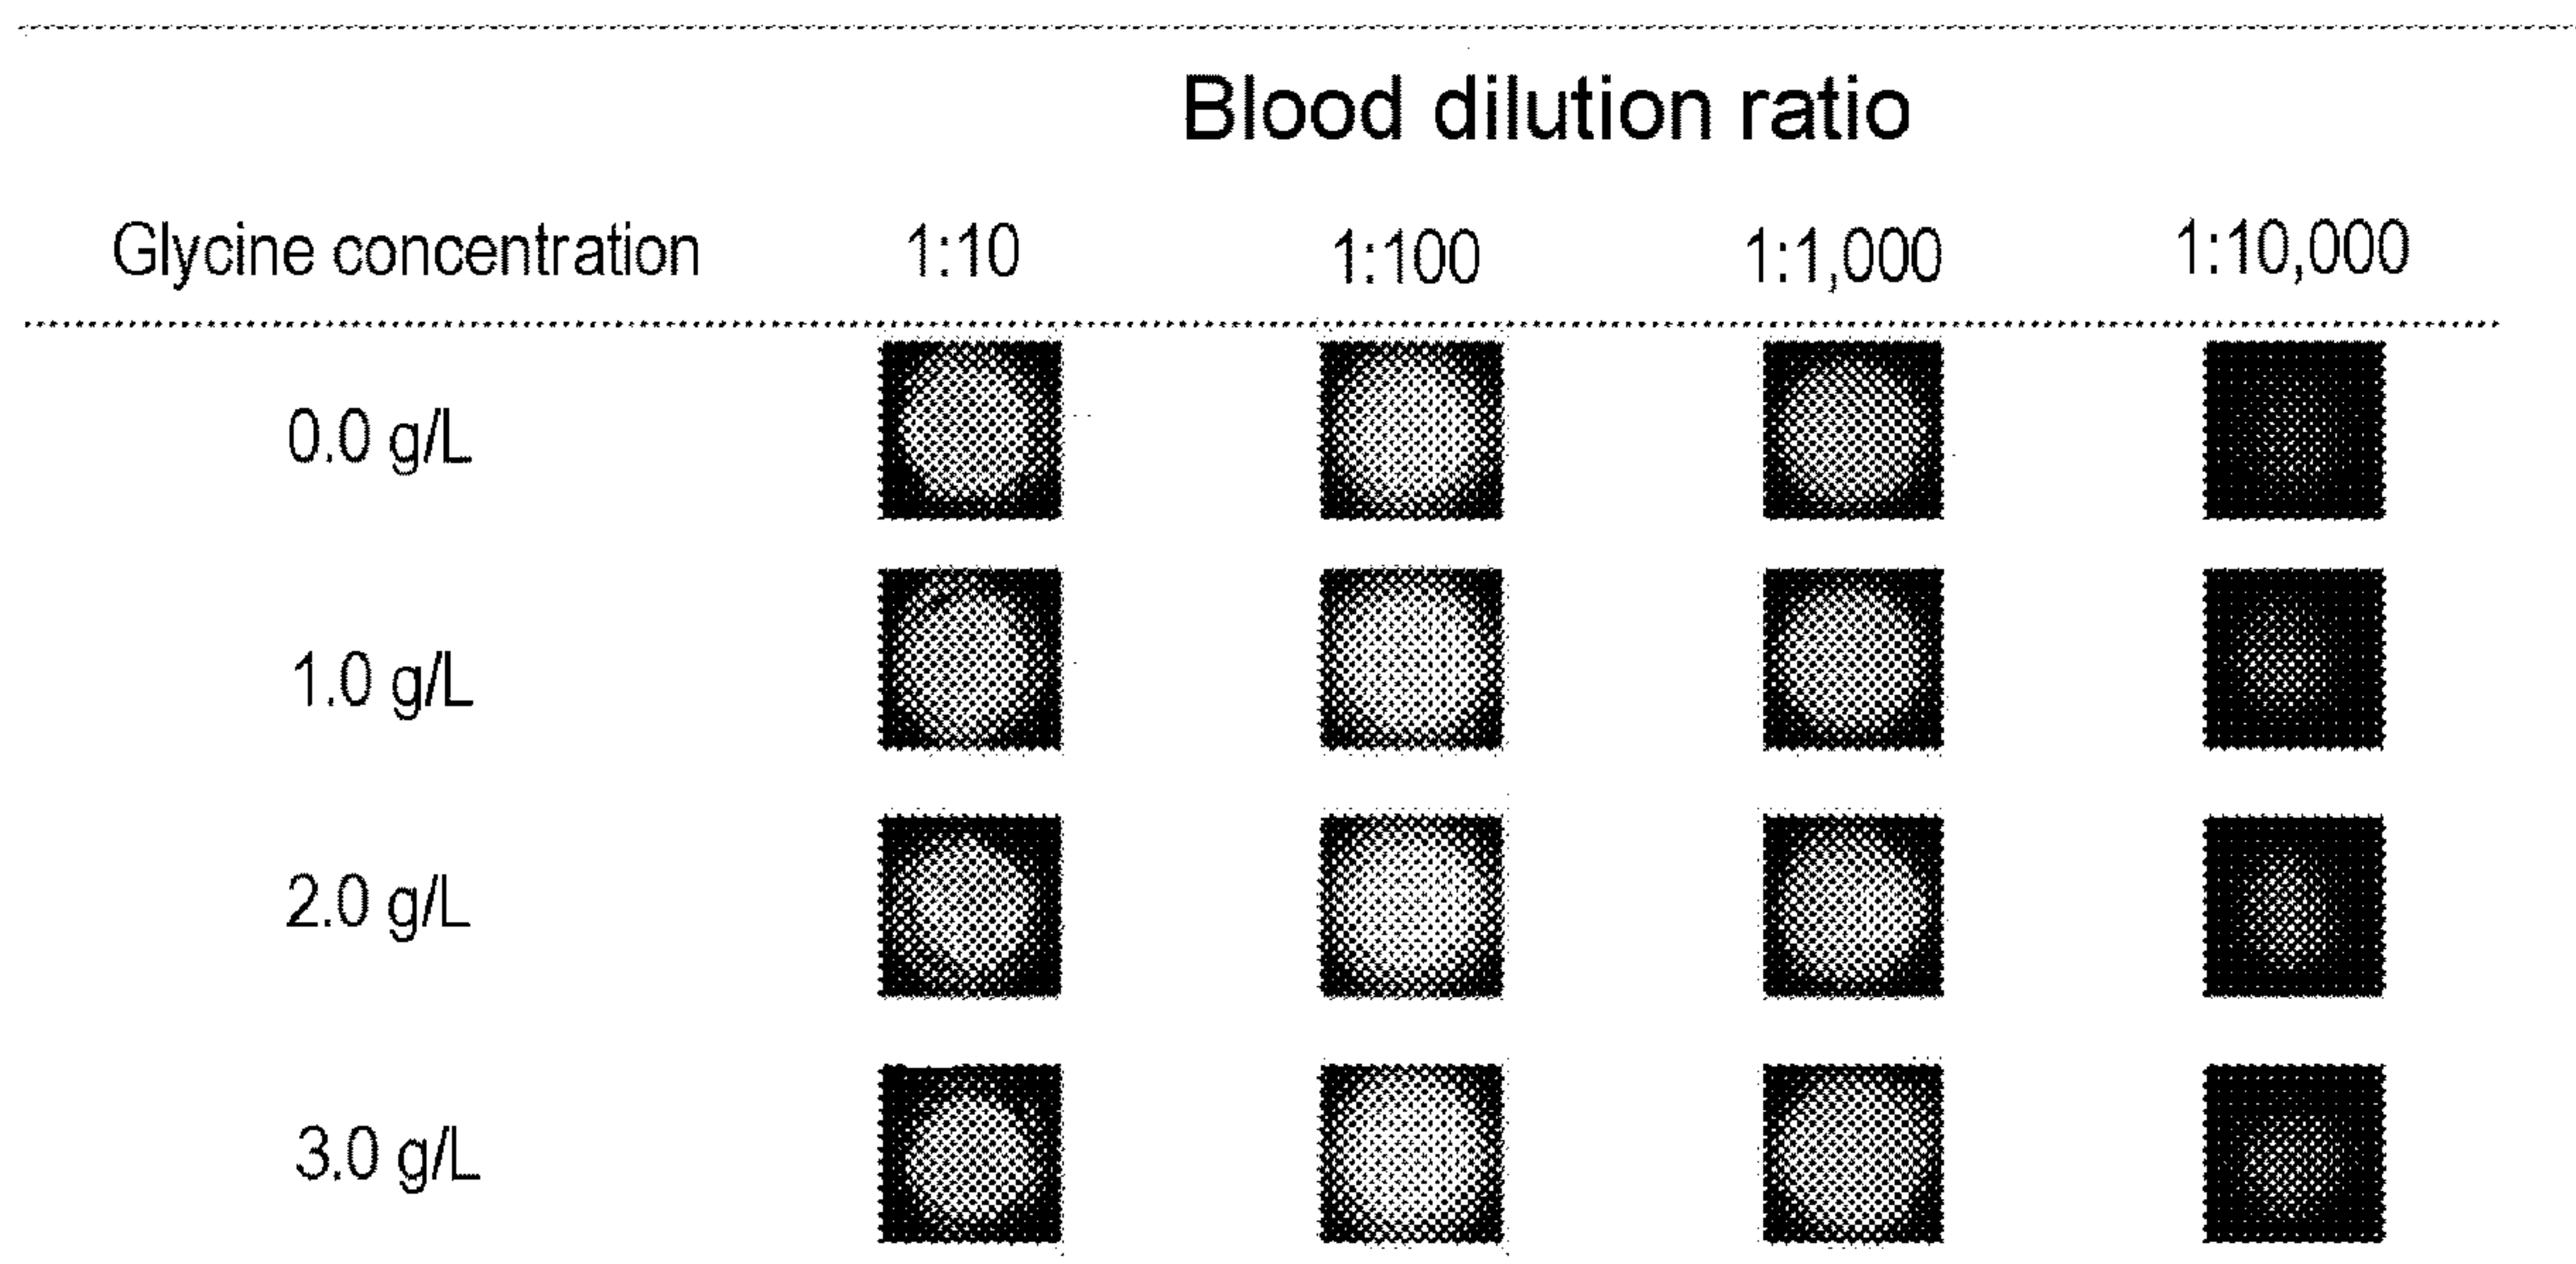 Blood dilution ratio
Glycine concentration 1:10 1:100 1:1,000 1:10,000
0.0 g/L
1.0 g/L
2.0 g/L
3.0 g/L